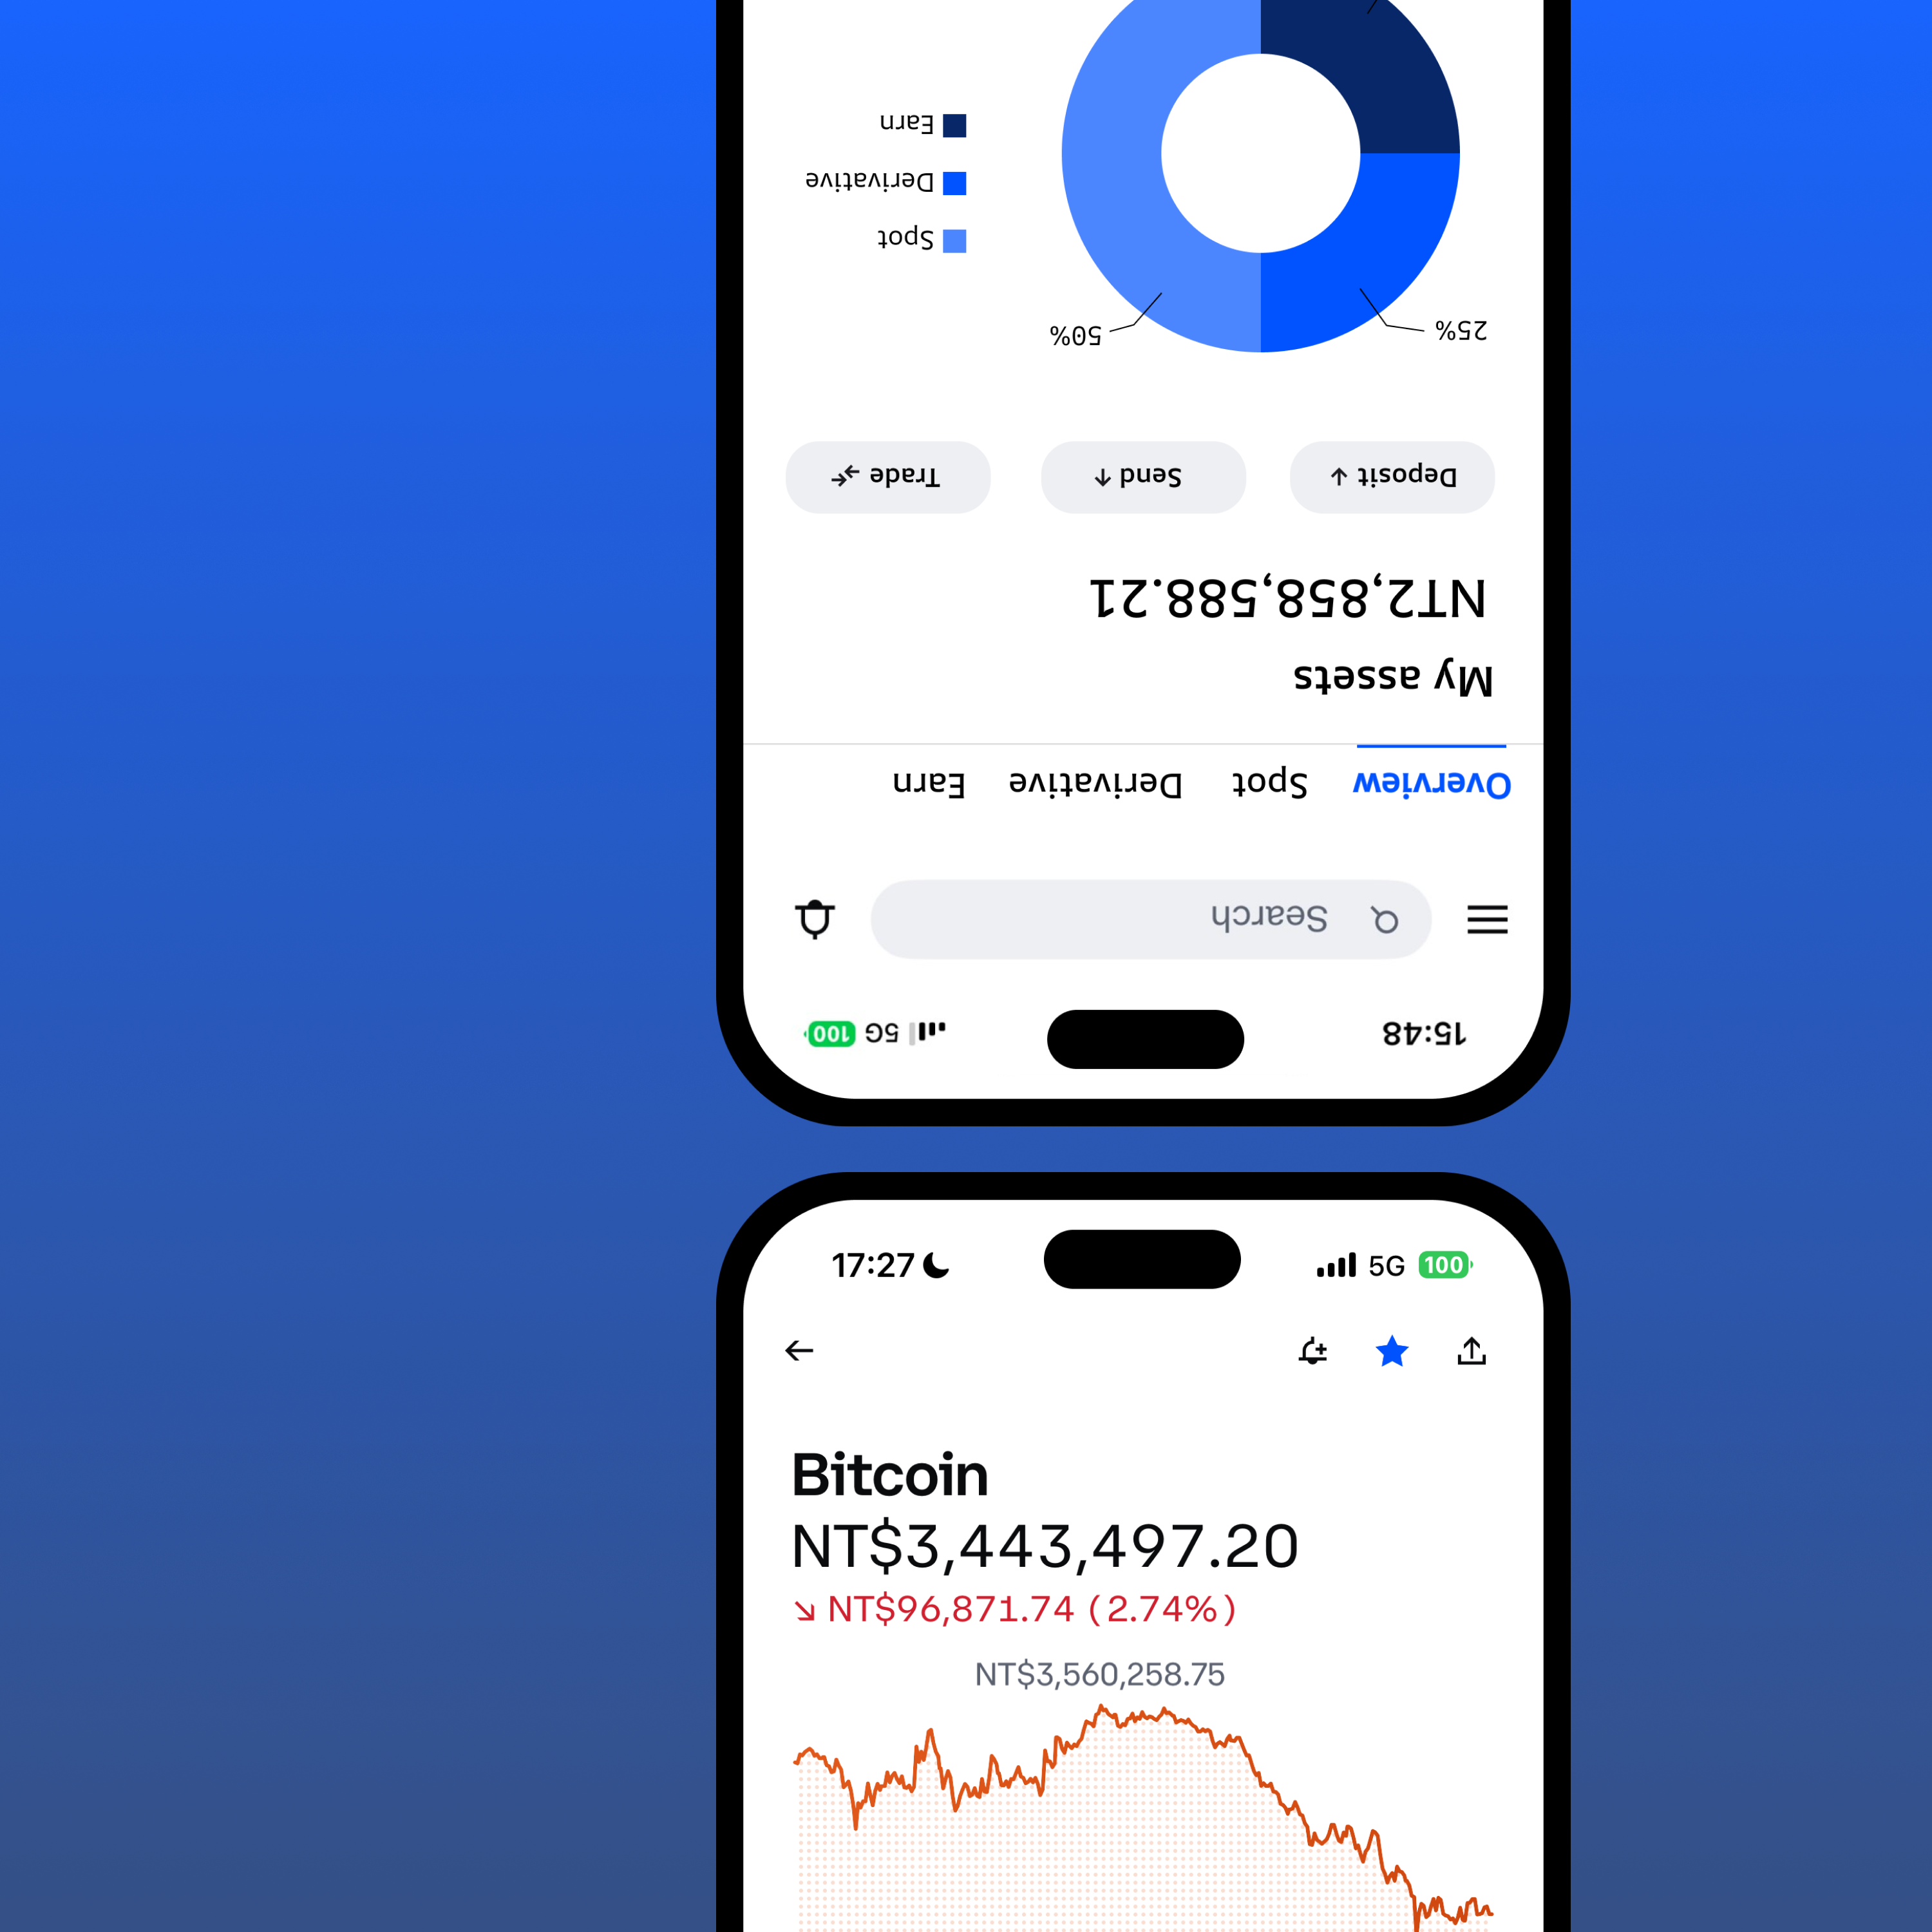 15:48
5G 100
Search
Overview Spot Derivative Earn
My assets
NT2,858,588.21
Deposit Send Trade
25% 50%
Spot
Derivative
Earn
17:27 5G 100
Bitcoin
NT$3,443,497.20
NT$96,871.74 (2.74%)
NT$3,560,258.75